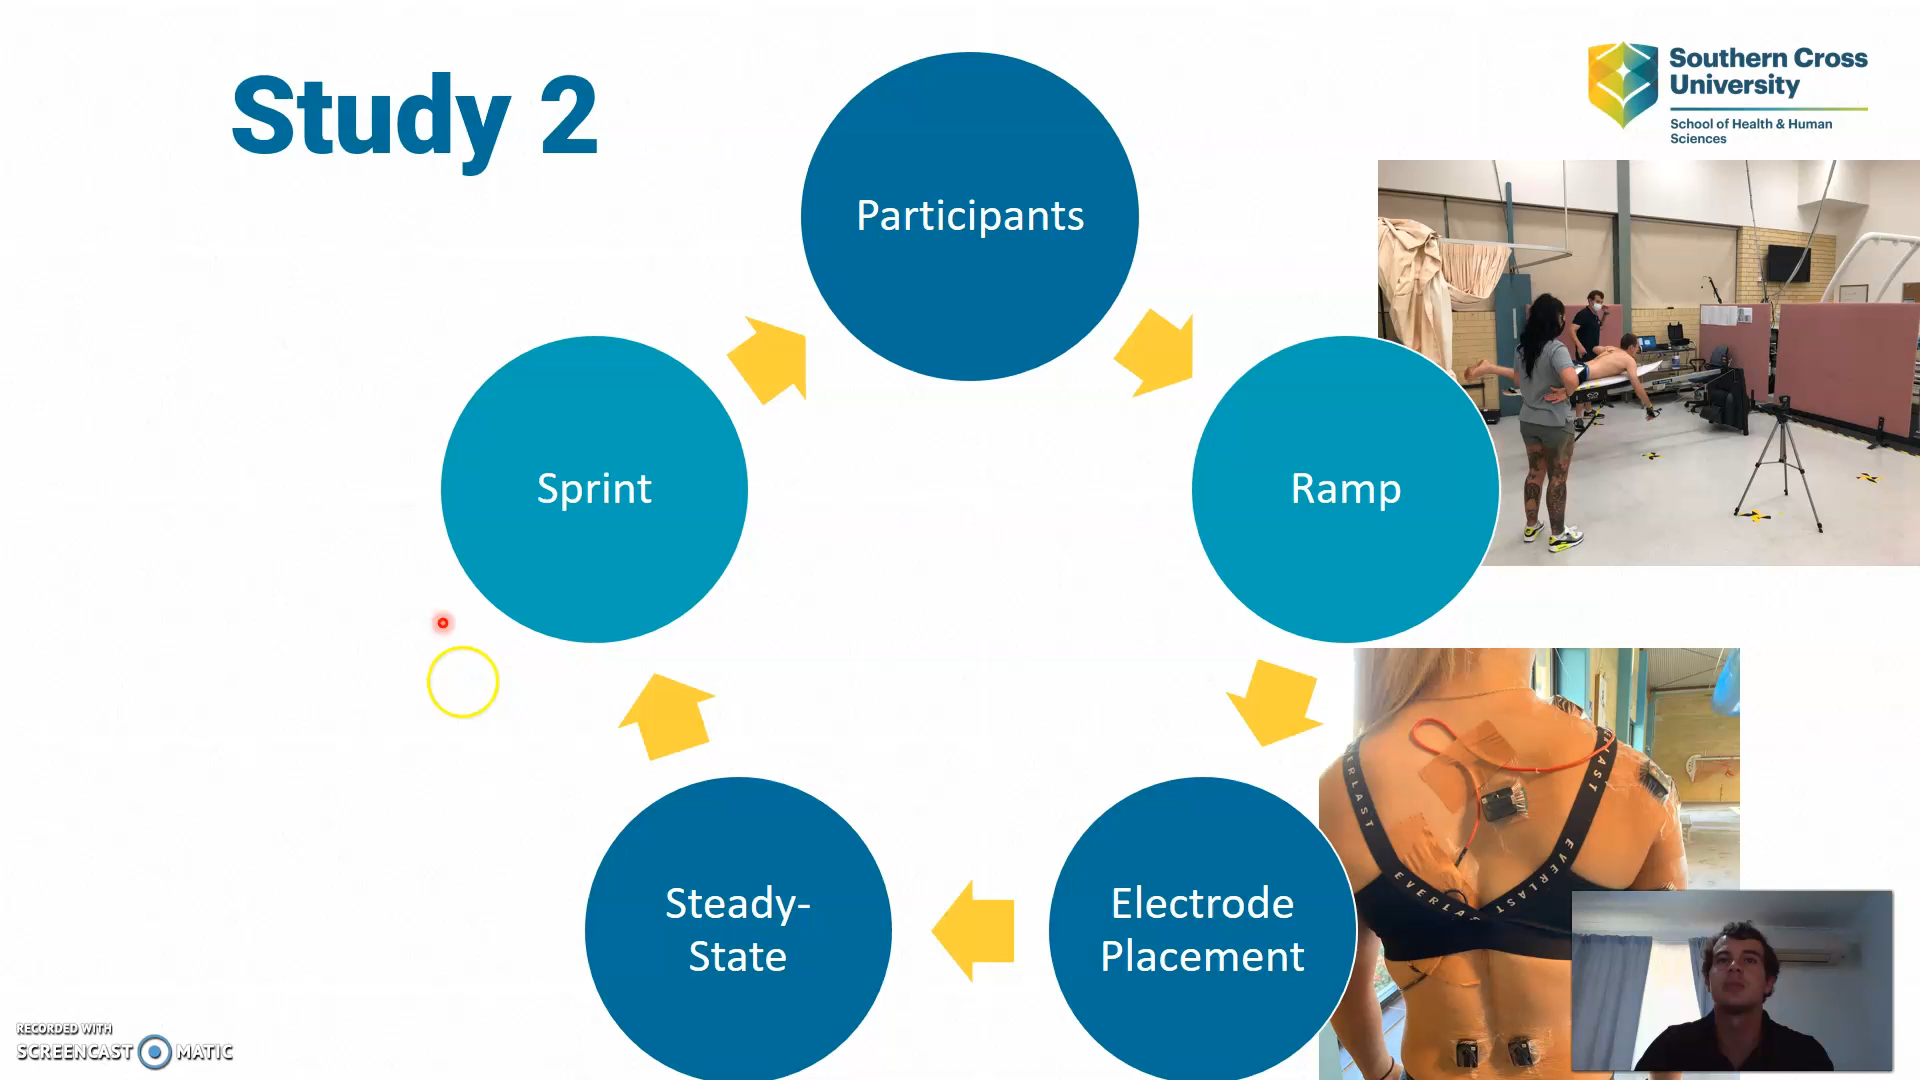 Study 2
Southern Cross
University
School of Health & Human
Sciences
Participants
Sprint
Ramp
Steady-
State
Electrode
Placement
EVERLAST
EVERLAST
EVERLAST
RECORDED WITH
SCREENCAST MATIC